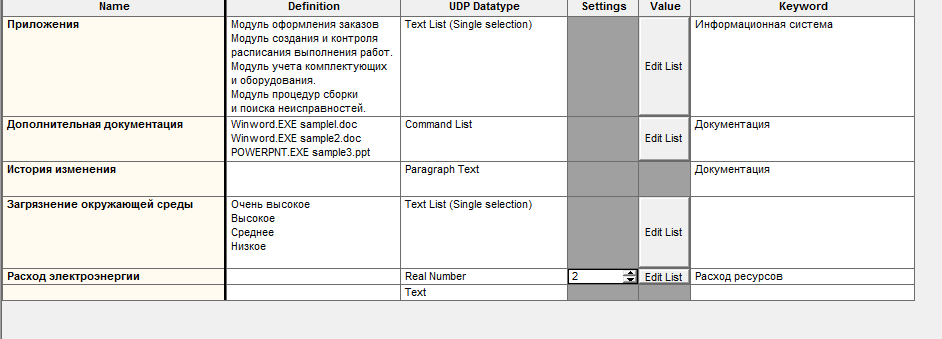 Name Definition UDP Datatype Settings Value Keyword
Приложения Модуль оформления заказов Text List (Single selection) Информационная система
Модуль создания и контроля
расписания выполнения работ.
Модуль учета комплектующих Edit List
и оборудования.
Модуль процедур сборки
и поиска неисправностей.
Дополнительная документация Winword.EXE samplel.doc Command List Документация
Winword.EXE sample2.doc Edit List
POWERPNT.EXE sample3.ppt
История изменения Paragraph Text Документация
Загрязнение окружающей среды Очень высокое Text List (Single selection)
Высокое
Среднее Edit List
Низкое
Расход электроэнергии Real Number 2 Edit List Расход ресурсов
Text